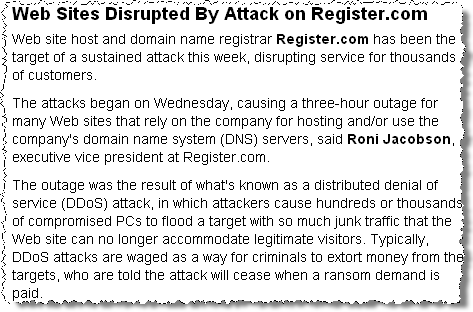 Web Sites Disrupted By Attack on Register.com
Web site host and domain name registrar Register.com has been the
target of a sustained attack this week, disrupting service for thousands
of customers.
The attacks began on Wednesday, causing a three-hour outage for
many Web sites that rely on the company for hosting and/or use the
company's domain name system (DNS) servers, said Roni Jacobson,
executive vice president at Register.com.
The outage was the result of what's known as a distributed denial of
service (DDoS) attack, in which attackers cause hundreds or thousands
of compromised PCs to flood a target with so much junk traffic that the
Web site can no longer accommodate legitimate visitors. Typically,
DDoS attacks are waged as a way for criminals to extort money from the
targets, who are told the attack will cease when a ransom demand is
paid.